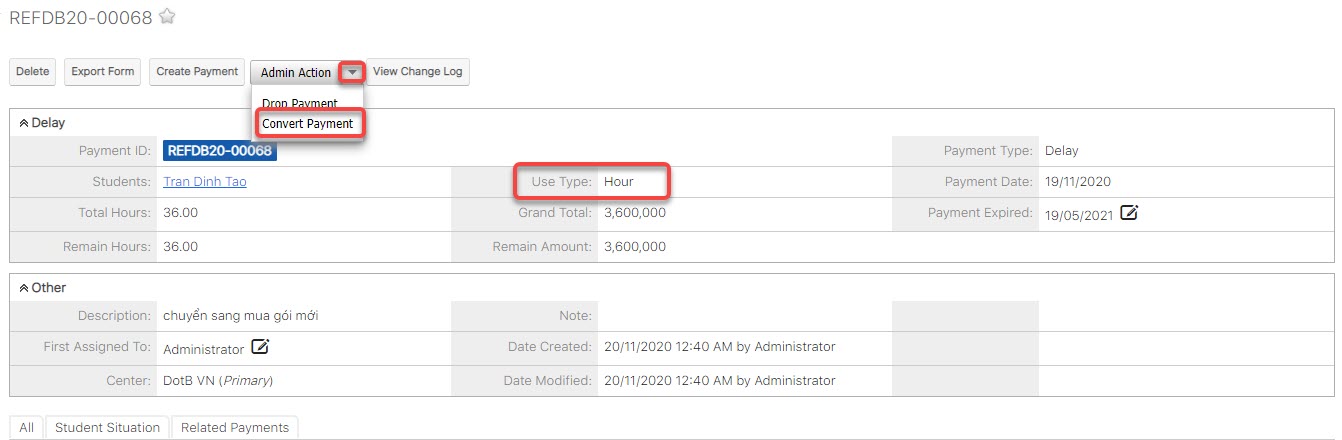 REFDB20-00068
Delete Export Form Create Payment Admin Action View Change Log
Drop Payment
Convert Payment
Delay
Payment ID: REFDB20-00068 Payment Type: Delay
Students: Tran Dinh Tao Use Type: Hour Payment Date: 19/11/2020
Total Hours: 36.00 Grand Total: 3,600,000 Payment Expired: 19/05/2021
Remain Hours: 36.00 Remain Amount: 3,600,000
Other
Description: chuyển sang mua gói mới Note:
First Assigned To: Administrator Date Created: 20/11/2020 12:40 AM by Administrator
Center: DotB VN (Primary) Date Modified: 20/11/2020 12:40 AM by Administrator
All Student Situation Related Payments